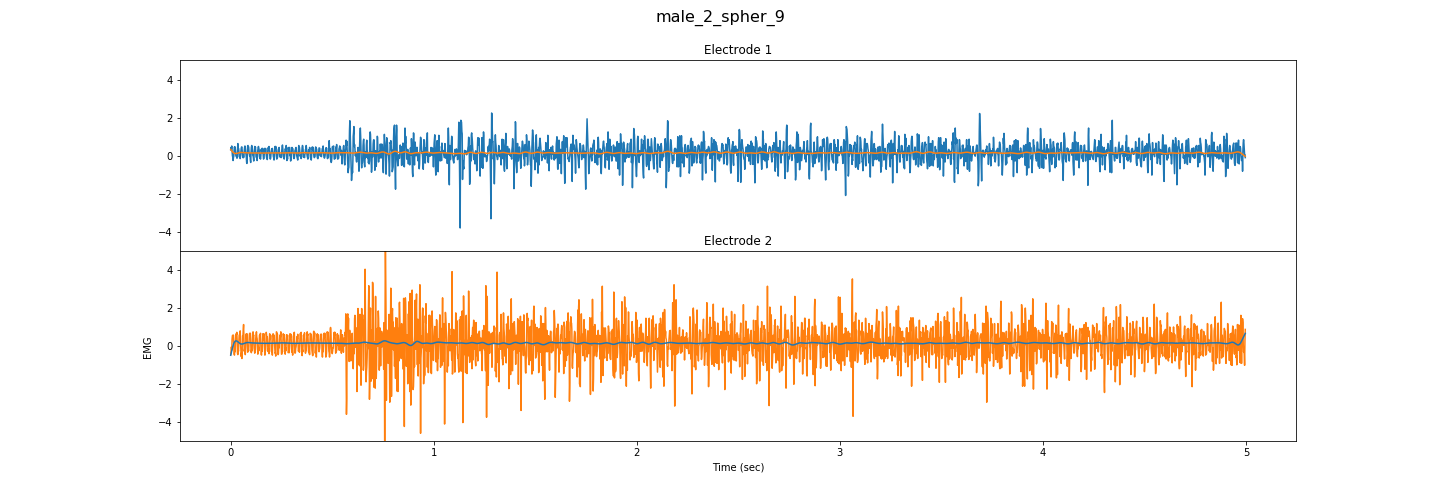 male_2_spher_9
Electrode 1
4
2
0
−2
−4
Electrode 2
4
2
0
−2
−4
EMG
0 1 2 3 4 5
Time (sec)